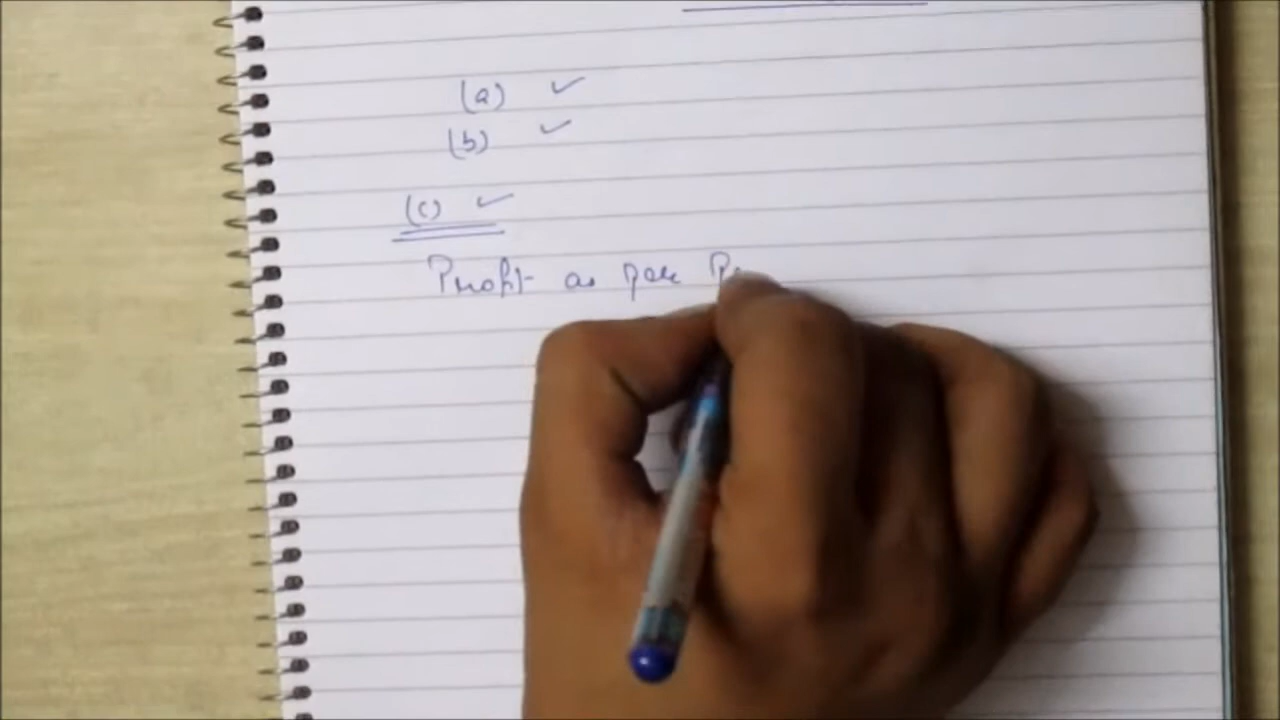 (a) ✓
(b) ✓
(c) ✓
Profit as per